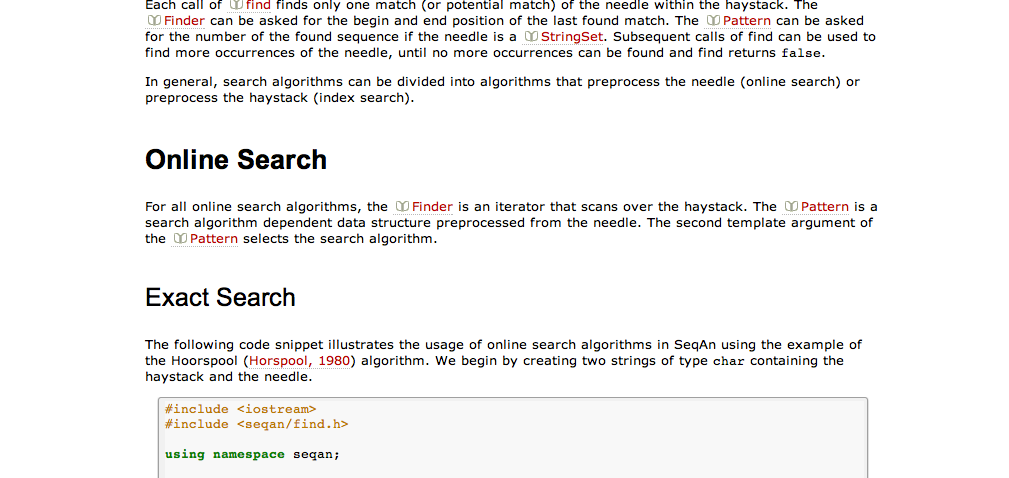 Each call of find finds only one match (or potential match) of the needle within the haystack. The
Finder can be asked for the begin and end position of the last found match. The Pattern can be asked
for the number of the found sequence if the needle is a StringSet. Subsequent calls of find can be used to
find more occurrences of the needle, until no more occurrences can be found and find returns false.
In general, search algorithms can be divided into algorithms that preprocess the needle (online search) or
preprocess the haystack (index search).
Online Search
For all online search algorithms, the Finder is an iterator that scans over the haystack. The Pattern is a
search algorithm dependent data structure preprocessed from the needle. The second template argument of
the Pattern selects the search algorithm.
Exact Search
The following code snippet illustrates the usage of online search algorithms in SeqAn using the example of
the Hoorspool (Horspool, 1980) algorithm. We begin by creating two strings of type char containing the
haystack and the needle.
#include <iostream>
#include <seqan/find.h>
using namespace seqan;